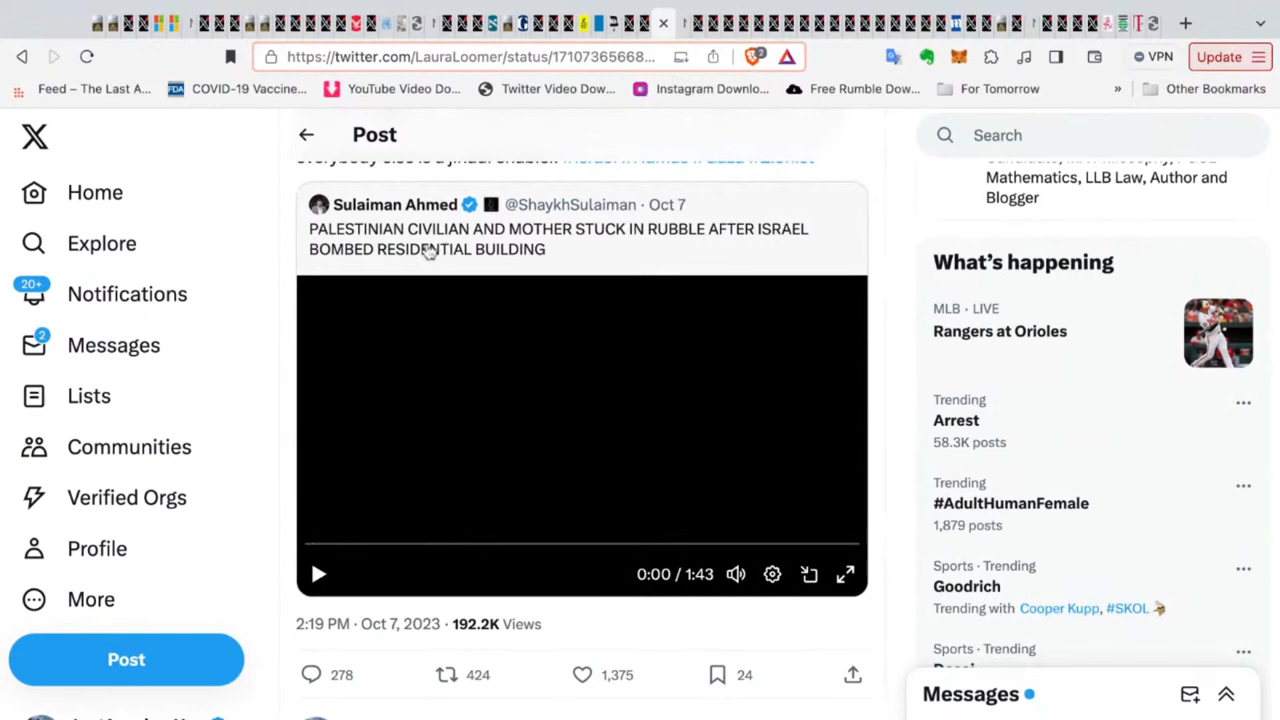 https://twitter.com/LauraLoomer/status/17107365668...
2
VPN
Update
Feed – The Last A...
COVID-19 Vaccine...
YouTube Video Do...
Twitter Video Dow...
Instagram Downlo...
Free Rumble Dow...
For Tomorrow
»
Other Bookmarks
Home
Explore
20+
Notifications
2
Messages
Lists
Communities
Verified Orgs
Profile
More
Post
Post
Sulaiman Ahmed @ShaykhSulaiman · Oct 7
PALESTINIAN CIVILIAN AND MOTHER STUCK IN RUBBLE AFTER ISRAEL
BOMBED RESIDENTIAL BUILDING
0:00 / 1:43
2:19 PM · Oct 7, 2023 · 192.2K Views
278
424
1,375
24
Search
Mathematics, LLB Law, Author and
Blogger
What's happening
MLB · LIVE
Rangers at Orioles
Trending
Arrest
58.3K posts
Trending
#AdultHumanFemale
1,879 posts
Sports · Trending
Goodrich
Trending with Cooper Kupp, #SKOL
Sports · Trending
Messages